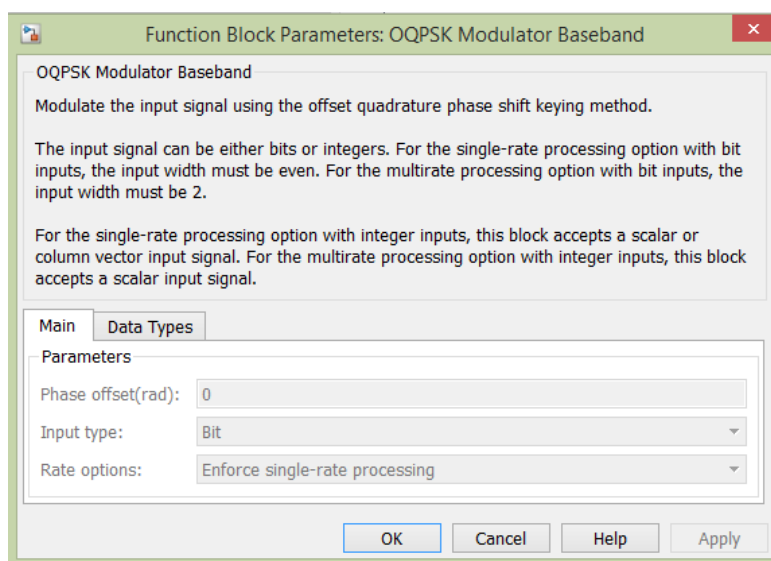 Function Block Parameters: OQPSK Modulator Baseband
OQPSK Modulator Baseband
Modulate the input signal using the offset quadrature phase shift keying method.
The input signal can be either bits or integers. For the single-rate processing option with bit
inputs, the input width must be even. For the multirate processing option with bit inputs, the
input width must be 2.
For the single-rate processing option with integer inputs, this block accepts a scalar or
column vector input signal. For the multirate processing option with integer inputs, this block
accepts a scalar input signal.
Main Data Types
Parameters
Phase offset(rad): 0
Input type: Bit
Rate options: Enforce single-rate processing
OK Cancel Help Apply